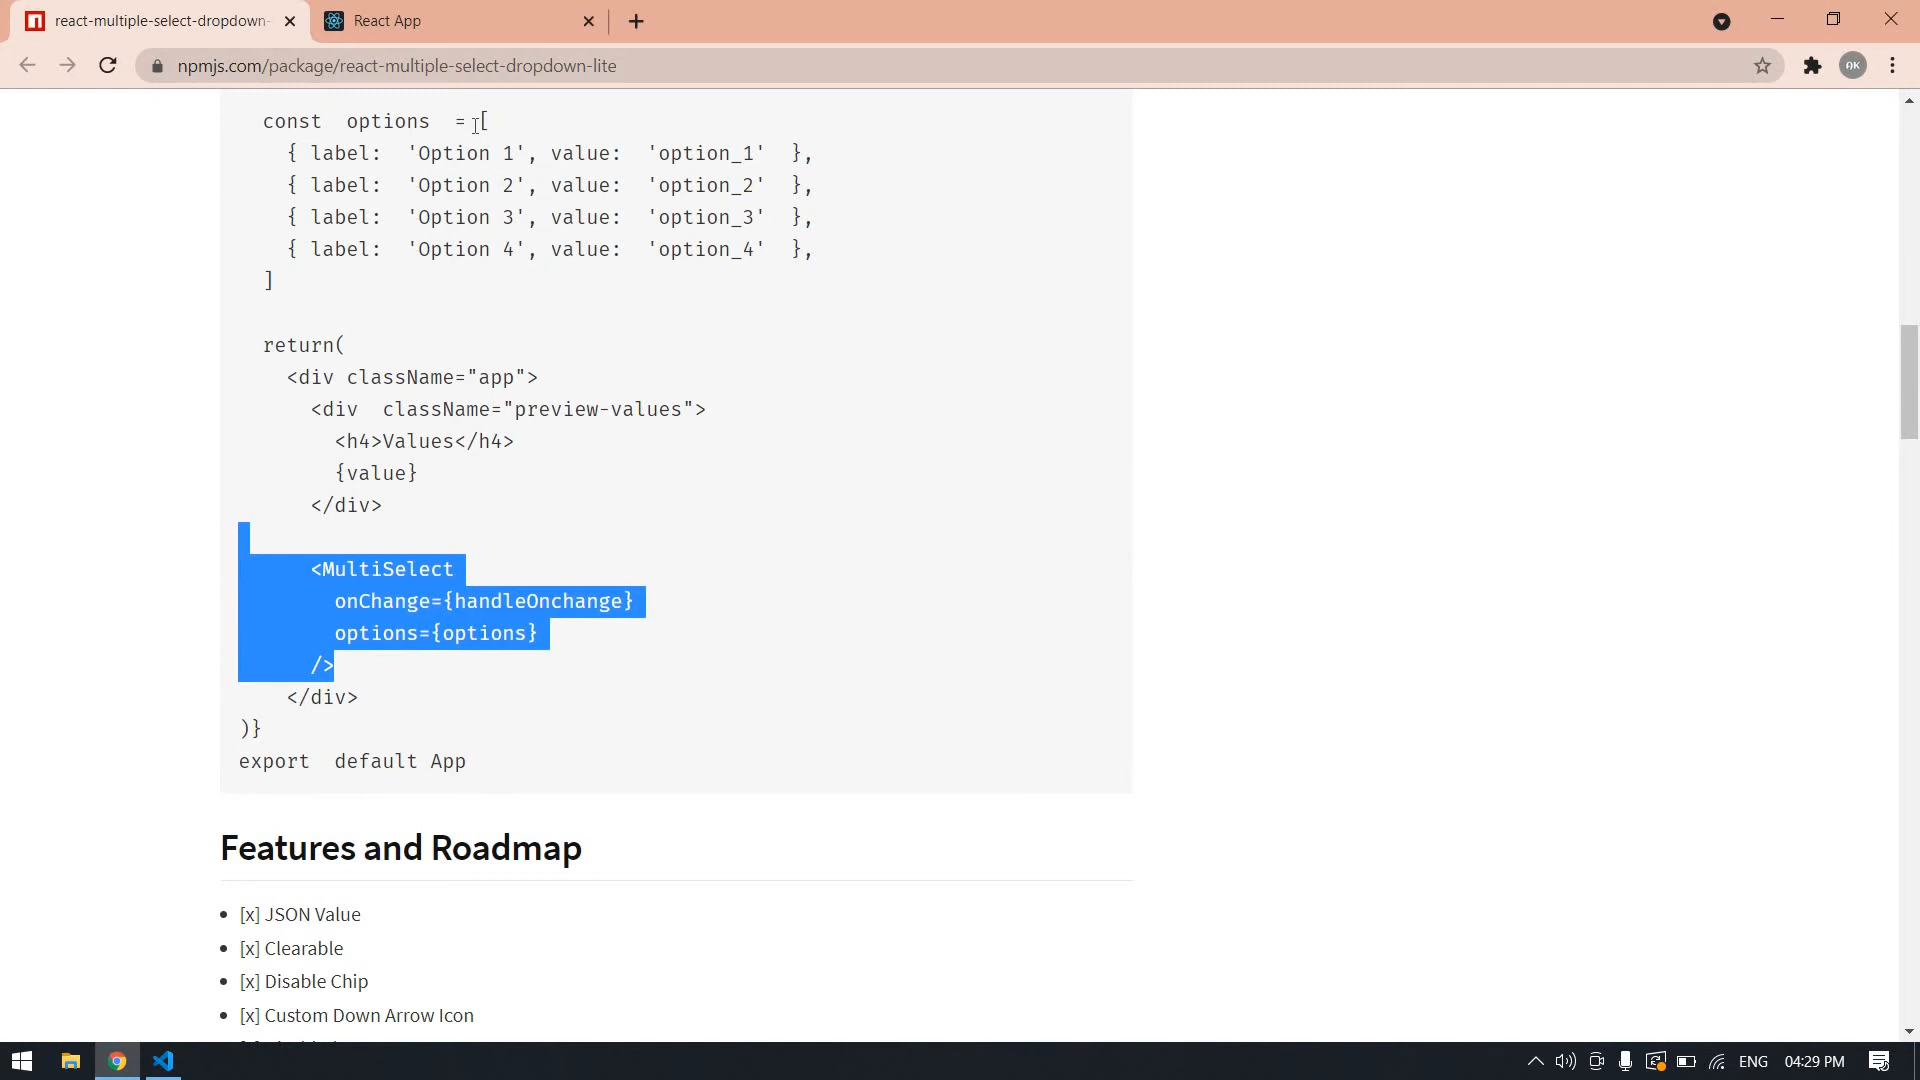 react-multiple-select-dropdown-
React App
npmjs.com/package/react-multiple-select-dropdown-lite
AK
const  options  = [
{ label:  'Option 1', value:  'option_1'  },
{ label:  'Option 2', value:  'option_2'  },
{ label:  'Option 3', value:  'option_3'  },
{ label:  'Option 4', value:  'option_4'  },
]
return(
<div className="app">
<div  className="preview-values">
<h4>Values</h4>
{value}
</div>
<MultiSelect
onChange={handleOnchange}
options={options}
/>
</div>
)}
export  default App
Features and Roadmap
[x] JSON Value
[x] Clearable
[x] Disable Chip
[x] Custom Down Arrow Icon
ENG
04:29 PM